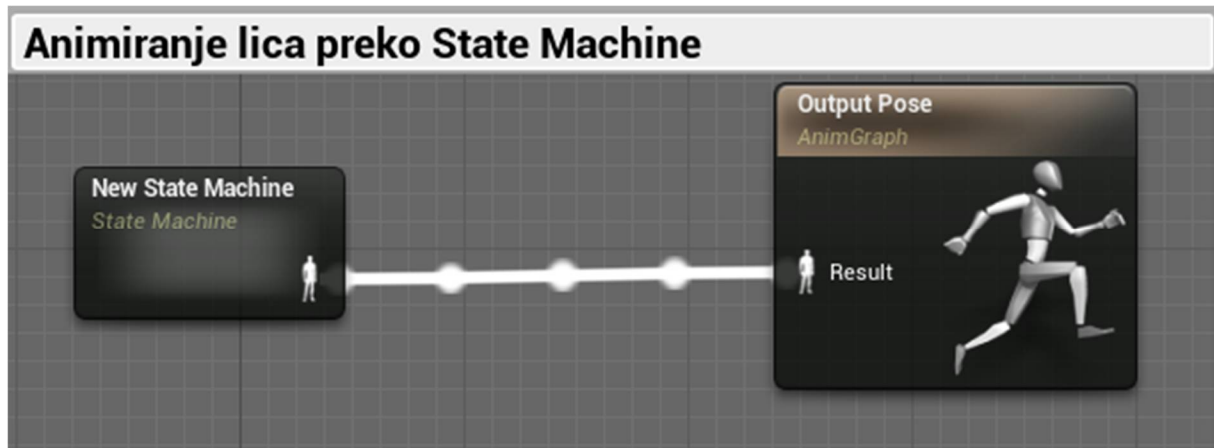 Animiranje lica preko State Machine
New State Machine
State Machine
Output Pose
AnimGraph
Result